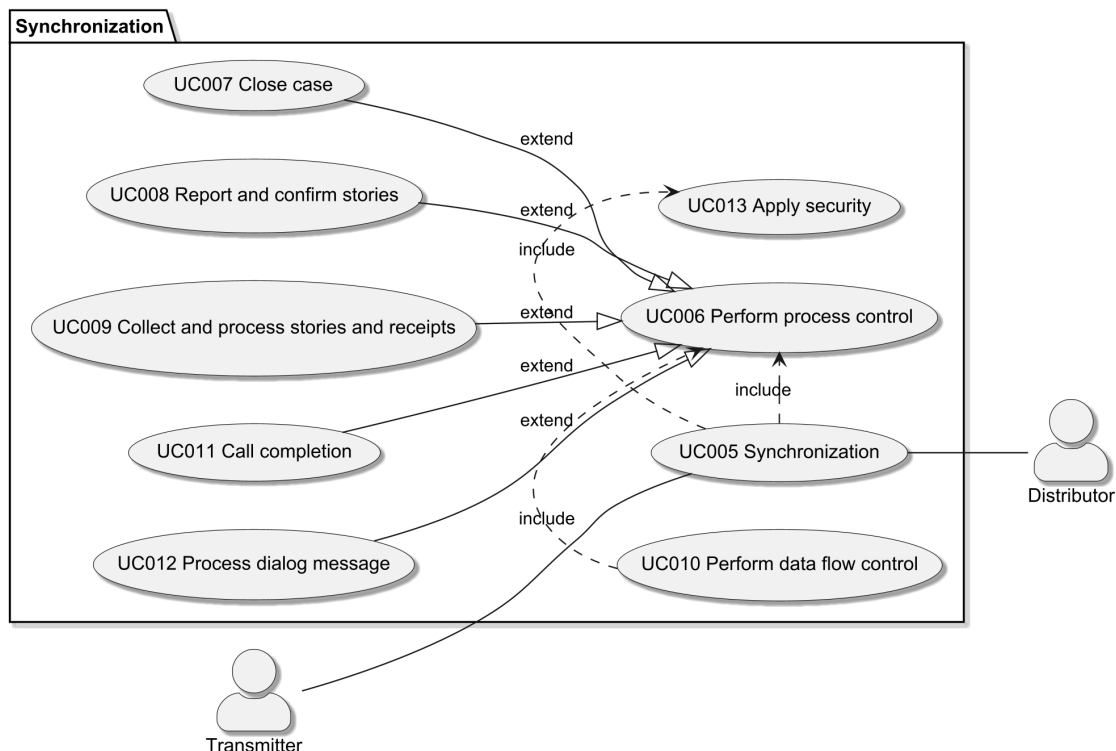 Synchronization
UC007 Close case
extend
UC008 Report and confirm stories
extend
UC013 Apply security
include
UC009 Collect and process stories and receipts
extend
UC006 Perform process control
extend
include
extend
UC011 Call completion
UC005 Synchronization
Distributor
include
UC012 Process dialog message
UC010 Perform data flow control
Transmitter